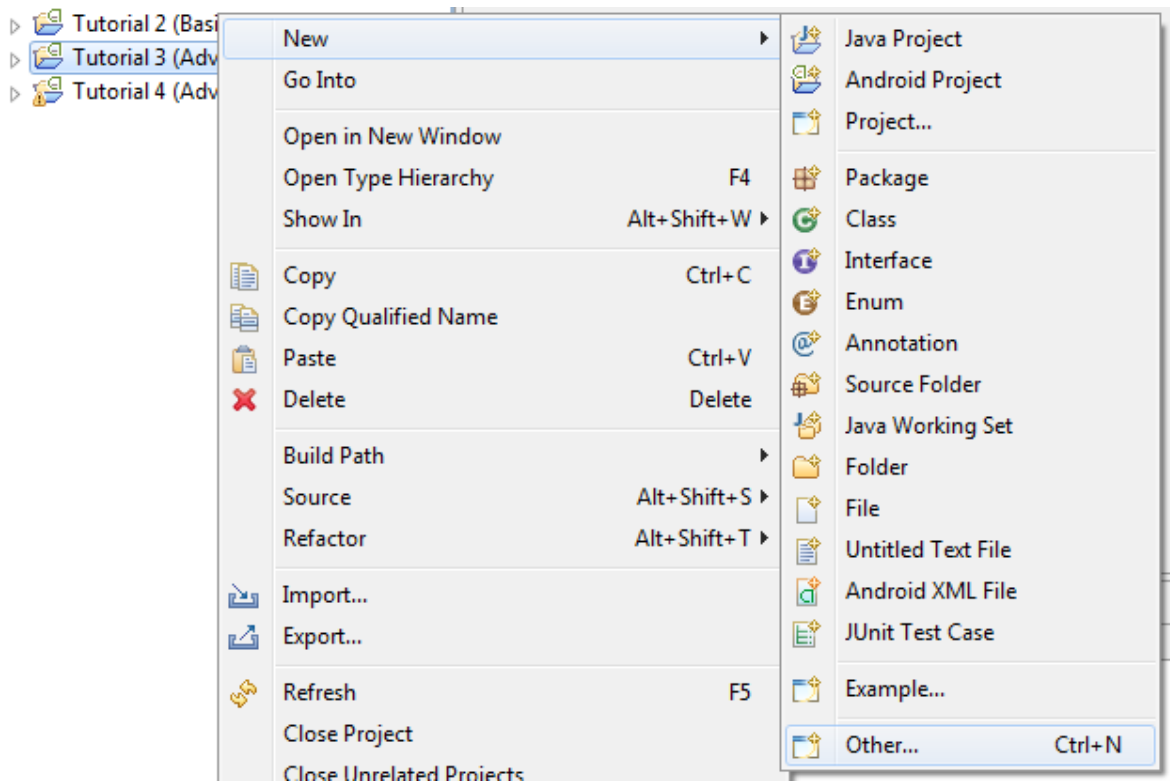 Tutorial 2 (Basi
Tutorial 3 (Adv
Tutorial 4 (Adv
New
Go Into
Open in New Window
Open Type Hierarchy F4
Show In Alt+Shift+W
Copy Ctrl+C
Copy Qualified Name
Paste Ctrl+V
Delete Delete
Build Path
Source Alt+Shift+S
Refactor Alt+Shift+T
Import...
Export...
Refresh F5
Close Project
Close Unrelated Projects
Java Project
Android Project
Project...
Package
Class
Interface
Enum
Annotation
Source Folder
Java Working Set
Folder
File
Untitled Text File
Android XML File
JUnit Test Case
Example...
Other... Ctrl+N